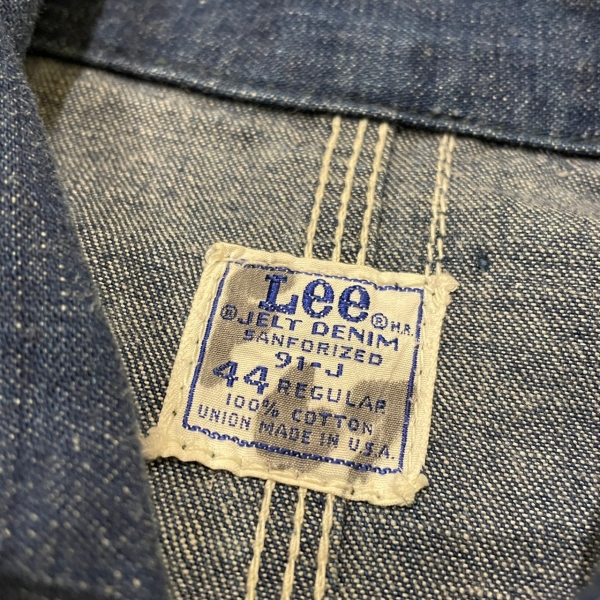 Lee ® M.R.
® JELT DENIM
SANFORIZED
91-J
44 REGULAR
100% COTTON
UNION MADE IN U.S.A.